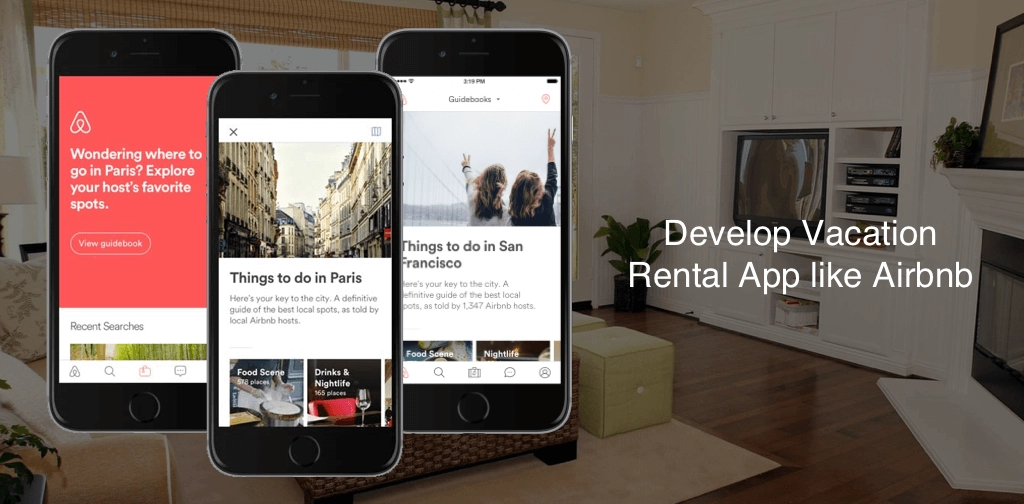 Wondering where to
go in Paris? Explore
your host's favorite
spots.
View guidebook
Recent Searches
Things to do in Paris
Here's your key to the city. A definitive
guide of the best local spots, as told by
local Airbnb hosts.
Food Scene
578 places
Drinks &
Nightlife
165 places
3:19 PM
Guidebooks
Things to do in San
Francisco
Here's your key to the city. A
definitive guide of the best local
spots, as told by 1,347 Airbnb hosts.
Food Scene
Nightlife
Develop Vacation
Rental App like Airbnb